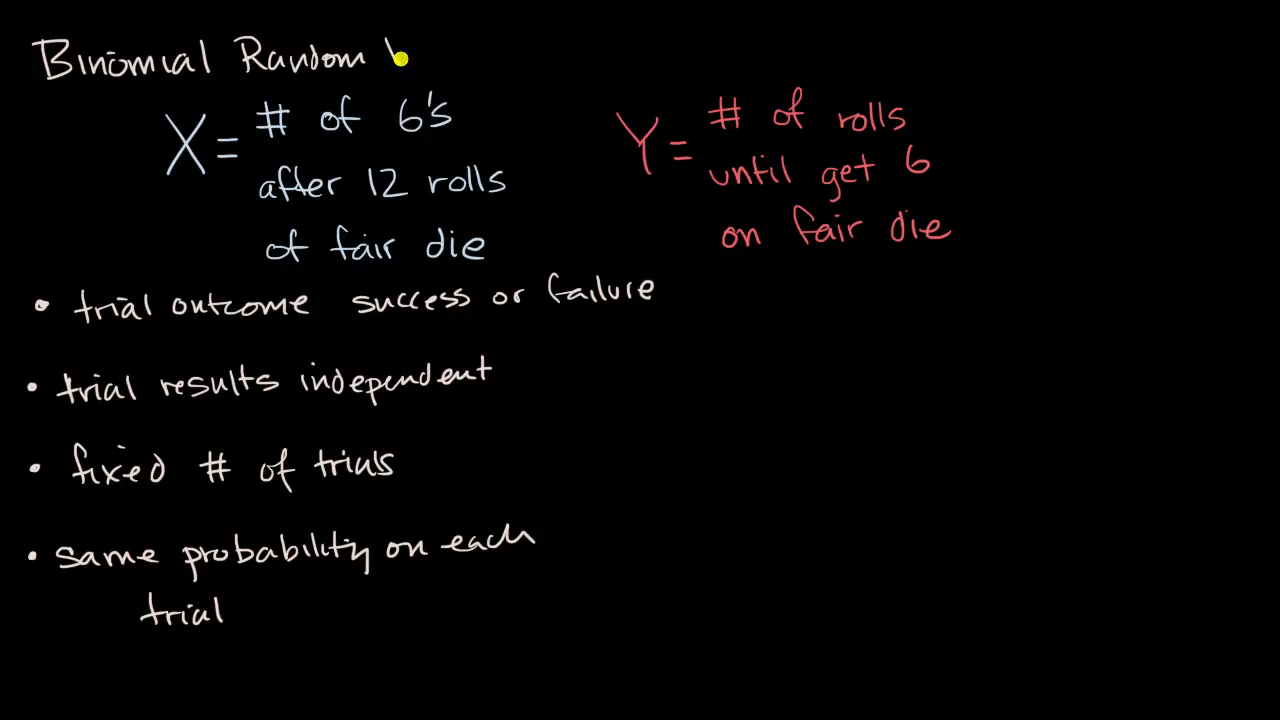 Binomial Random V
X = # of 6's
after 12 rolls
of fair die
Y = # of rolls
until get 6
on fair die
• trial outcome success or failure
• trial results independent
• fixed # of trials
• same probability on each
trial